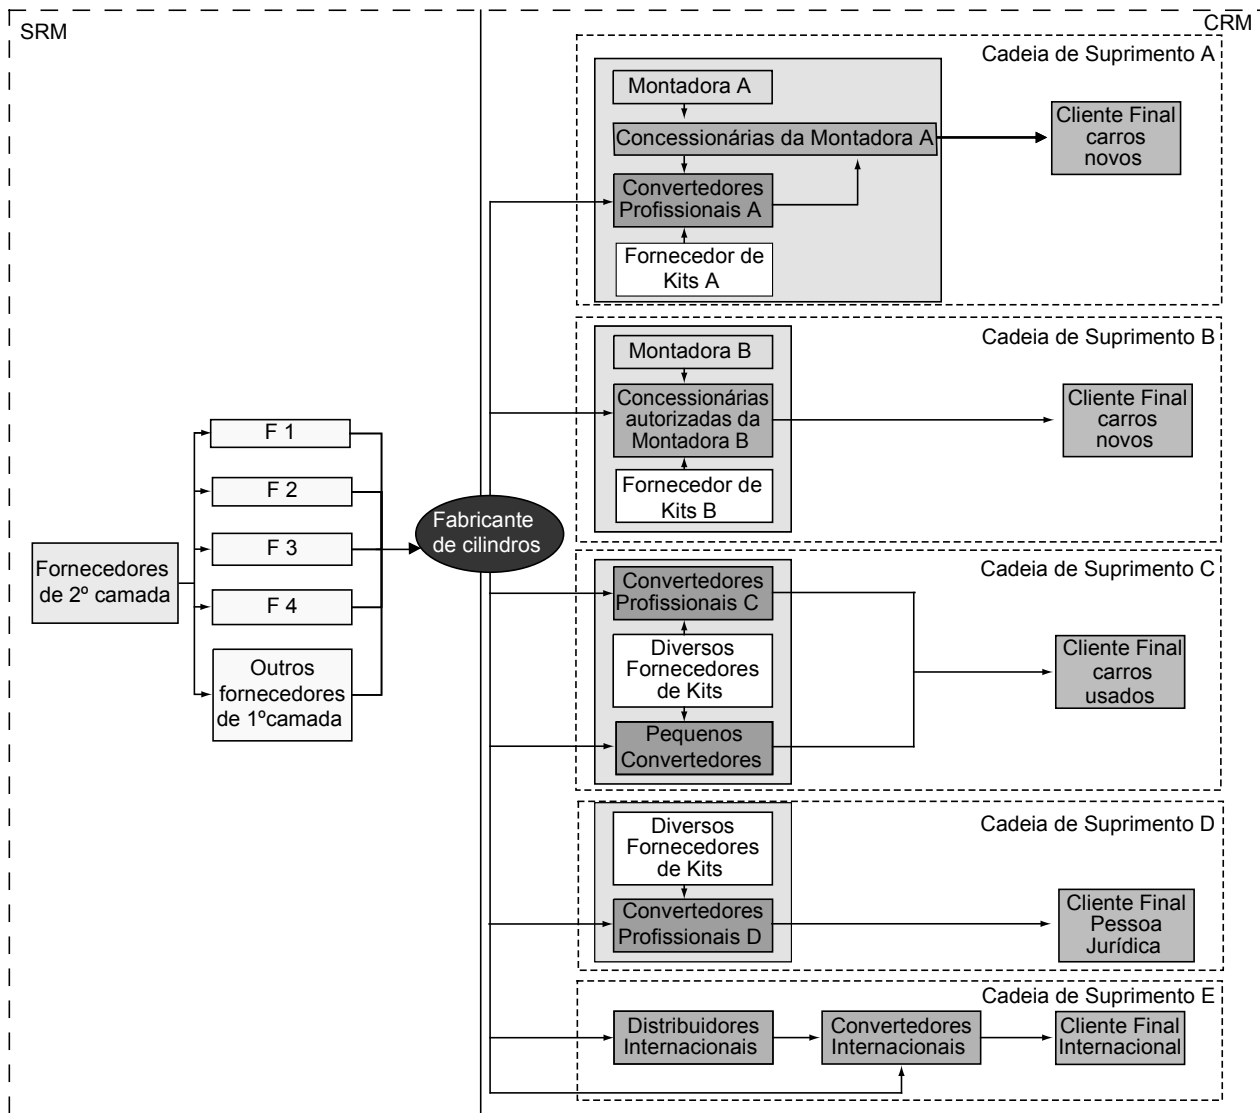 SRM
Fornecedores
de 2º camada
F 1
F 2
F 3
F 4
Outros
fornecedores
de 1ºcamada
Fabricante
de cilindros
CRM
Cadeia de Suprimento A
Montadora A
Concessionárias da Montadora A
Convertedores
Profissionais A
Fornecedor de
Kits A
Cliente Final
carros
novos
Cadeia de Suprimento B
Montadora B
Concessionárias
autorizadas da
Montadora B
Fornecedor de
Kits B
Cliente Final
carros
novos
Cadeia de Suprimento C
Convertedores
Profissionais C
Diversos
Fornecedores
de Kits
Pequenos
Convertedores
Cliente Final
carros
usados
Cadeia de Suprimento D
Diversos
Fornecedores
de Kits
Convertedores
Profissionais D
Cliente Final
Pessoa
Jurídica
Cadeia de Suprimento E
Distribuidores
Internacionais
Convertedores
Internacionais
Cliente Final
Internacional